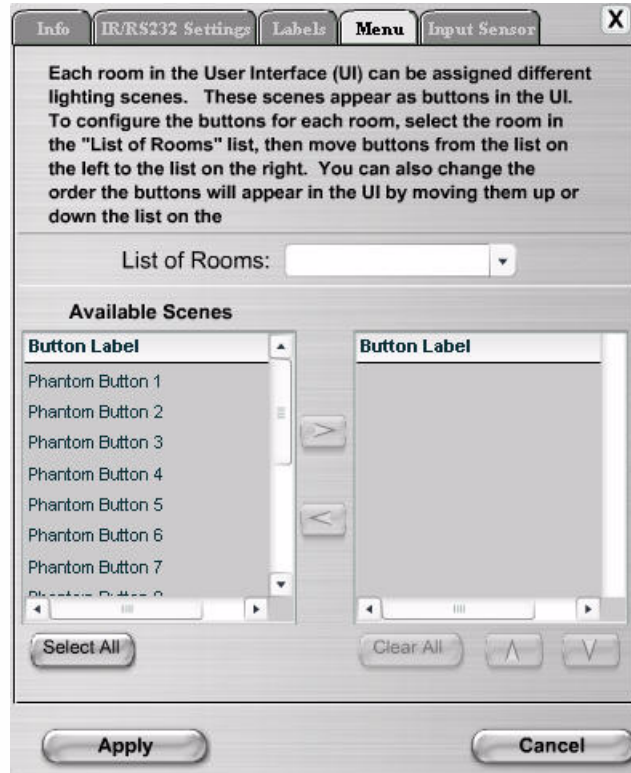 Info IR/RS232 Settings Labels Menu Input Sensor X
Each room in the User Interface (UI) can be assigned different
lighting scenes. These scenes appear as buttons in the UI.
To configure the buttons for each room, select the room in
the "List of Rooms" list, then move buttons from the list on
the left to the list on the right. You can also change the
order the buttons will appear in the UI by moving them up or
down the list on the
List of Rooms:
Available Scenes
Button Label
Phantom Button 1
Phantom Button 2
Phantom Button 3
Phantom Button 4
Phantom Button 5
Phantom Button 6
Phantom Button 7
Button Label
> 
<
Select All
Clear All
Apply
Cancel